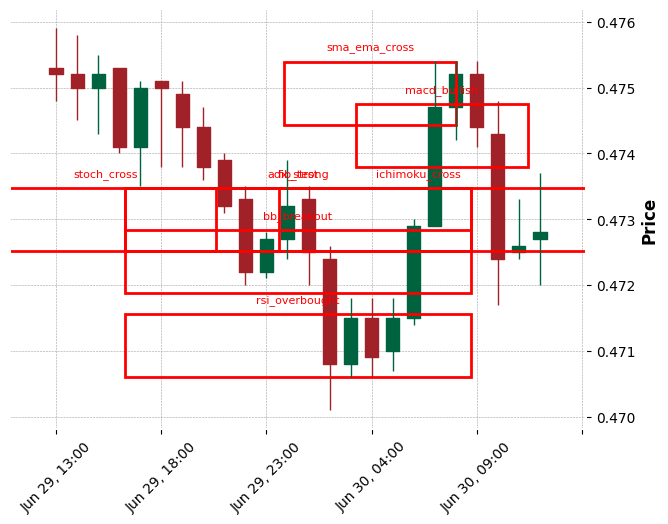 sma_ema_cross
macd_bullish
stoch_cross
adx_strong
ichimoku_cross
bb_breakout
rsi_overbought
0.476
0.475
0.474
0.473
0.472
0.471
0.470
Price
Jun 29, 13:00
Jun 29, 18:00
Jun 29, 23:00
Jun 30, 04:00
Jun 30, 09:00